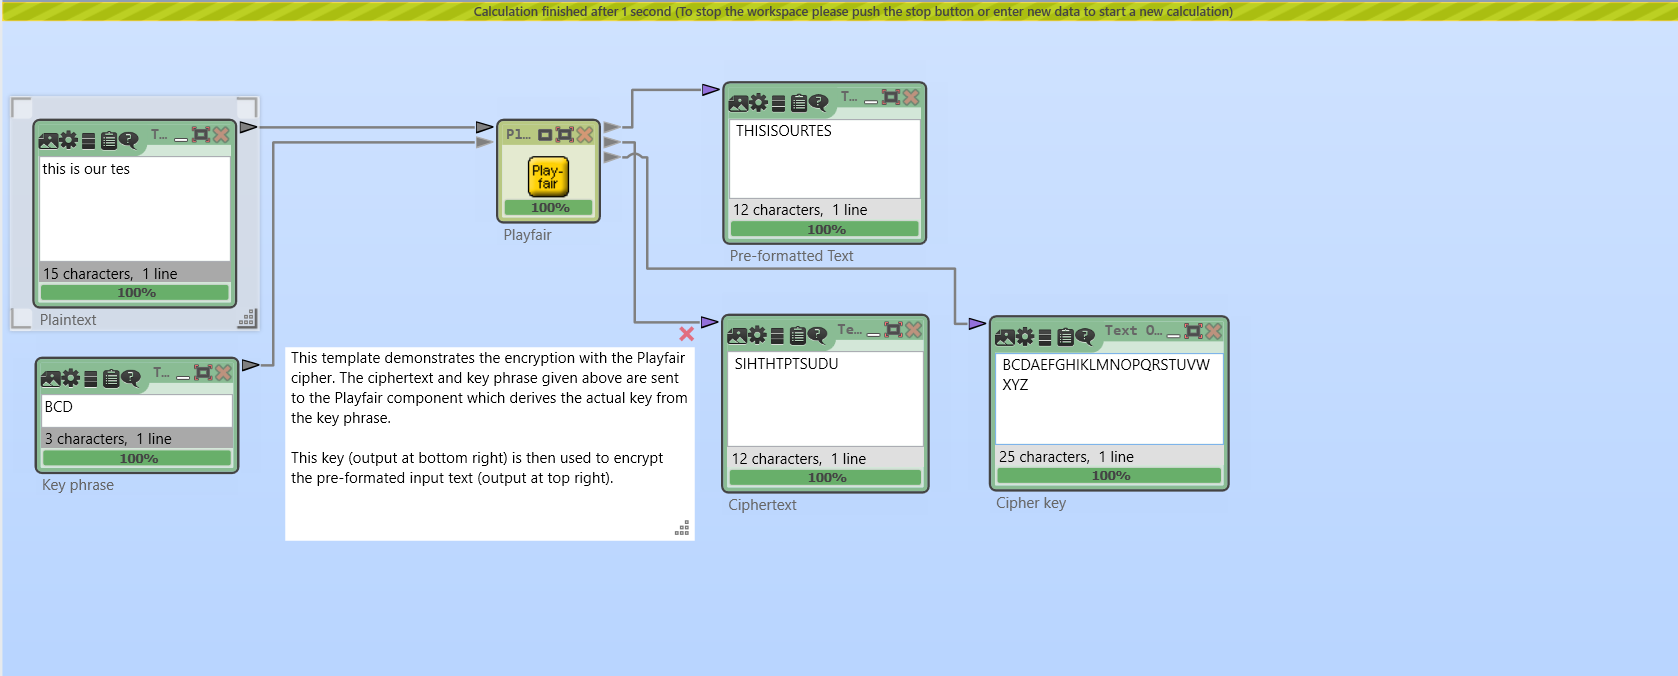 Calculation finished after 1 second (To stop the workspace please push the stop button or enter new data to start a new calculation)
T...
this is our tes
15 characters,  1 line
100%
Plaintext
T...
BCD
3 characters,  1 line
100%
Key phrase
Pl...
Play-
fair
100%
Playfair
T...
THISISOURTES
12 characters,  1 line
100%
Pre-formatted Text
This template demonstrates the encryption with the Playfair
cipher. The ciphertext and key phrase given above are sent
to the Playfair component which derives the actual key from
the key phrase.
This key (output at bottom right) is then used to encrypt
the pre-formated input text (output at top right).
Te...
SIHTHTPTSUDU
12 characters,  1 line
100%
Ciphertext
Text O...
BCDAEFGHIKLMNOPQRSTUVW
XYZ
25 characters,  1 line
100%
Cipher key